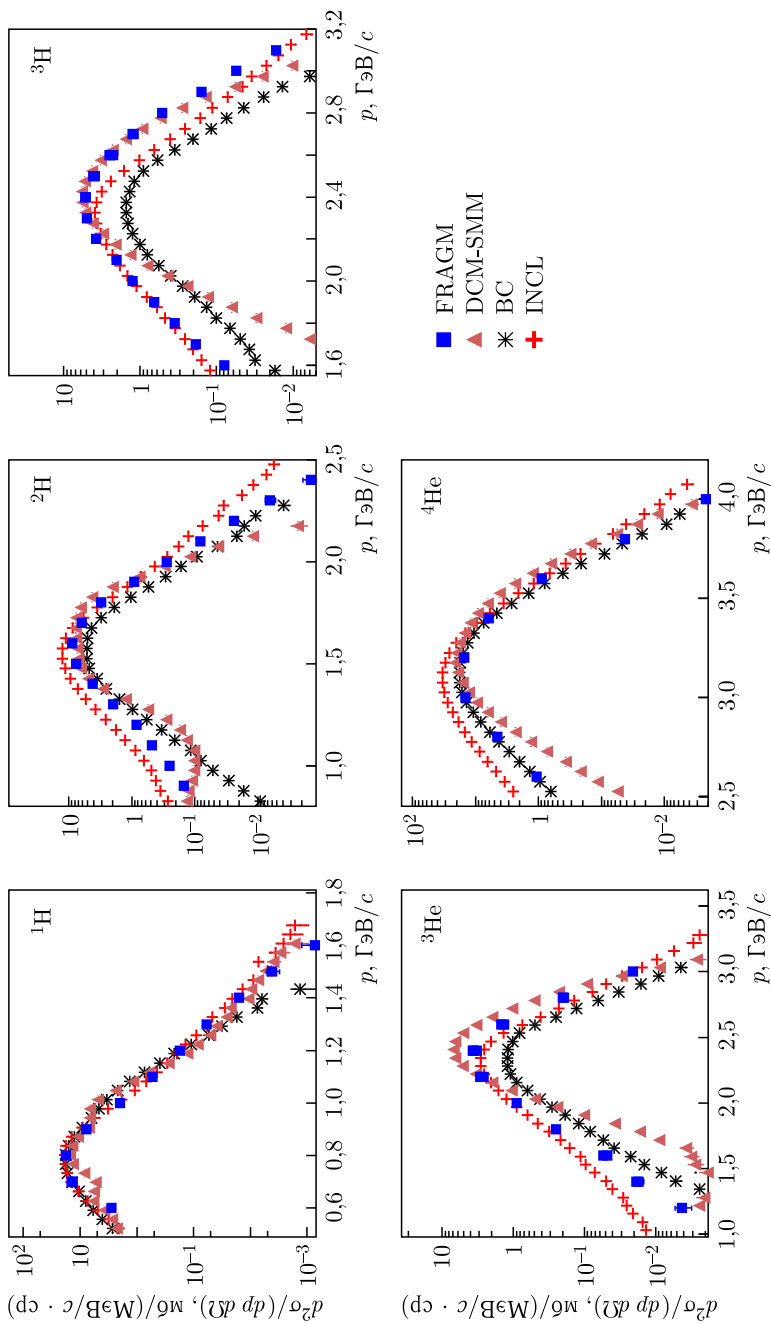 d²σ/(dp dΩ), мб/(МэВ/c · ср)
10²
10
10⁻¹
10⁻³
¹H
0,6 0,8 1,0 1,2 1,4 1,6 1,8
p, ГэВ/c
10
1
10⁻¹
10⁻²
²H
1,0 1,5 2,0 2,5
p, ГэВ/c
10
1
10⁻¹
10⁻²
³H
1,6 2,0 2,4 2,8 3,2
p, ГэВ/c
d²σ/(dp dΩ), мб/(МэВ/c · ср)
10
1
10⁻²
³He
1,0 1,5 2,0 2,5 3,0 3,5
p, ГэВ/c
10²
1
10⁻²
⁴He
2,5 3,0 3,5 4,0
p, ГэВ/c
FRAGM
DCM-SMM
BC
INCL